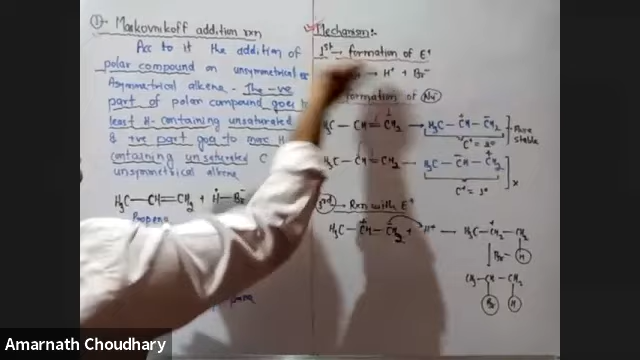 ① Markovnikoff addition rxn
Acc to it the addition of
polar compound on unsymmetrical or
Asymmetrical alkene - The -ve
part of polar compound goes to
least H-containing unsaturated
& +ve part goes to more H
containing unsaturated C
unsymmetrical alkene
H₃C — CH = CH₂ + H — Br
Propene
Mechanism:-
1st - formation of E⁺
→ H⁺ + Br⁻
formation of Nu⁻
H₃C — CH = CH₂ → H₃C — CH — CH₂
C⁺ = 2°
More stable
H₃C — CH = CH₂ → H₃C — CH — CH₂
C⁺ = 1°
x
3rd - Rxn with E⁺
H₃C — CH — CH₂ + H⁺ → H₃C — CH — CH₂
H
Br⁻
CH₃ — CH — CH₂
Br H
Amarnath Choudhary